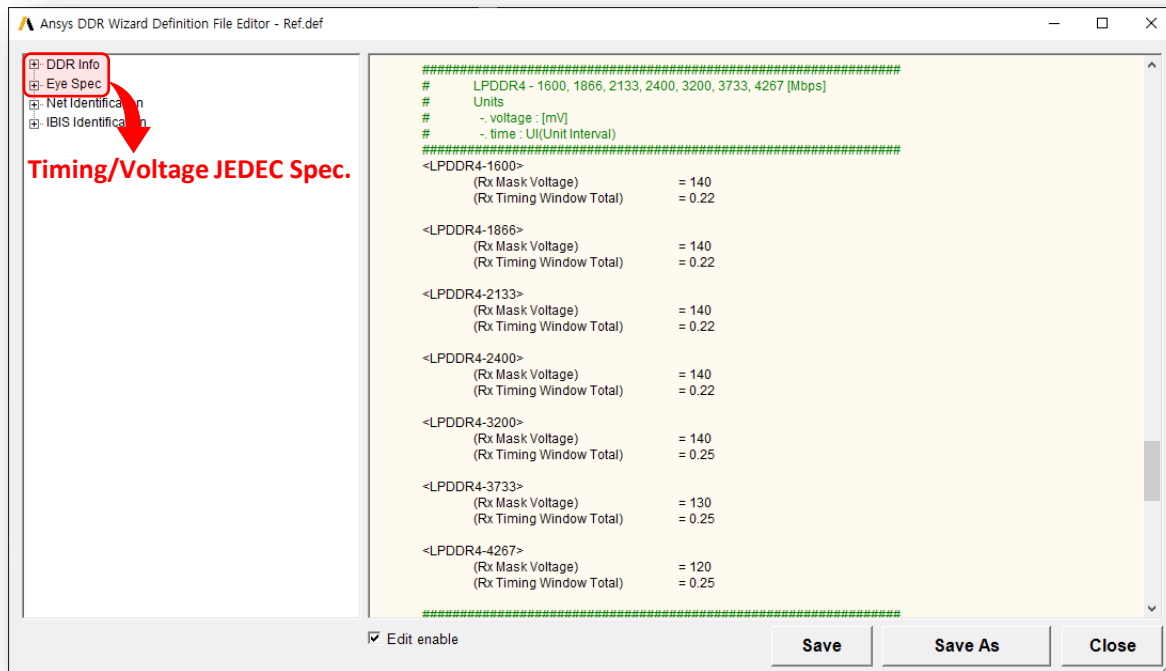 Ansys DDR Wizard Definition File Editor - Ref.def
DDR Info
Eye Spec
Net Identification
IBIS Identification
Timing/Voltage JEDEC Spec.
###############################################################
# LPDDR4 - 1600, 1866, 2133, 2400, 3200, 3733, 4267 [Mbps]
# Units
# -. voltage : [mV]
# -. time : UI(Unit Interval)
###############################################################
<LPDDR4-1600>
(Rx Mask Voltage) = 140
(Rx Timing Window Total) = 0.22
<LPDDR4-1866>
(Rx Mask Voltage) = 140
(Rx Timing Window Total) = 0.22
<LPDDR4-2133>
(Rx Mask Voltage) = 140
(Rx Timing Window Total) = 0.22
<LPDDR4-2400>
(Rx Mask Voltage) = 140
(Rx Timing Window Total) = 0.22
<LPDDR4-3200>
(Rx Mask Voltage) = 140
(Rx Timing Window Total) = 0.25
<LPDDR4-3733>
(Rx Mask Voltage) = 130
(Rx Timing Window Total) = 0.25
<LPDDR4-4267>
(Rx Mask Voltage) = 120
(Rx Timing Window Total) = 0.25
###############################################################
Edit enable
Save
Save As
Close